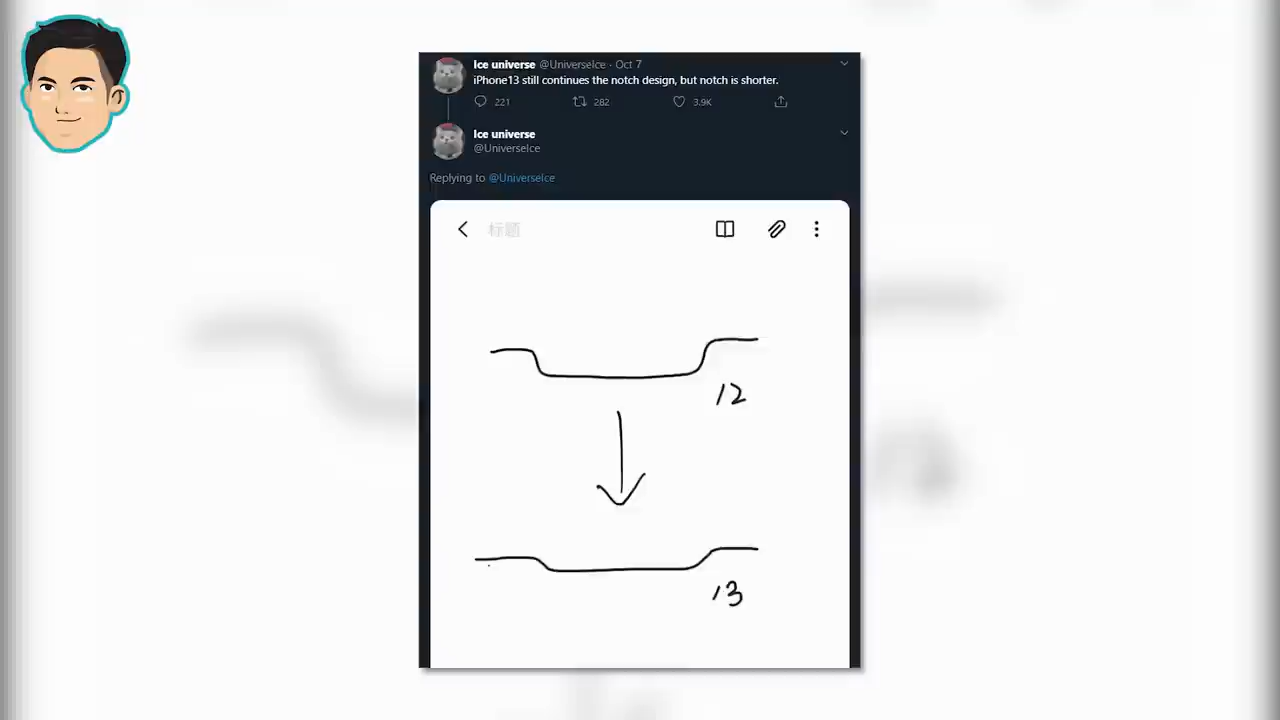 Ice universe @UniverseIce · Oct 7
iPhone13 still continues the notch design, but notch is shorter.
221 282 3.9K
Ice universe
@UniverseIce
Replying to @UniverseIce
标题
12
13